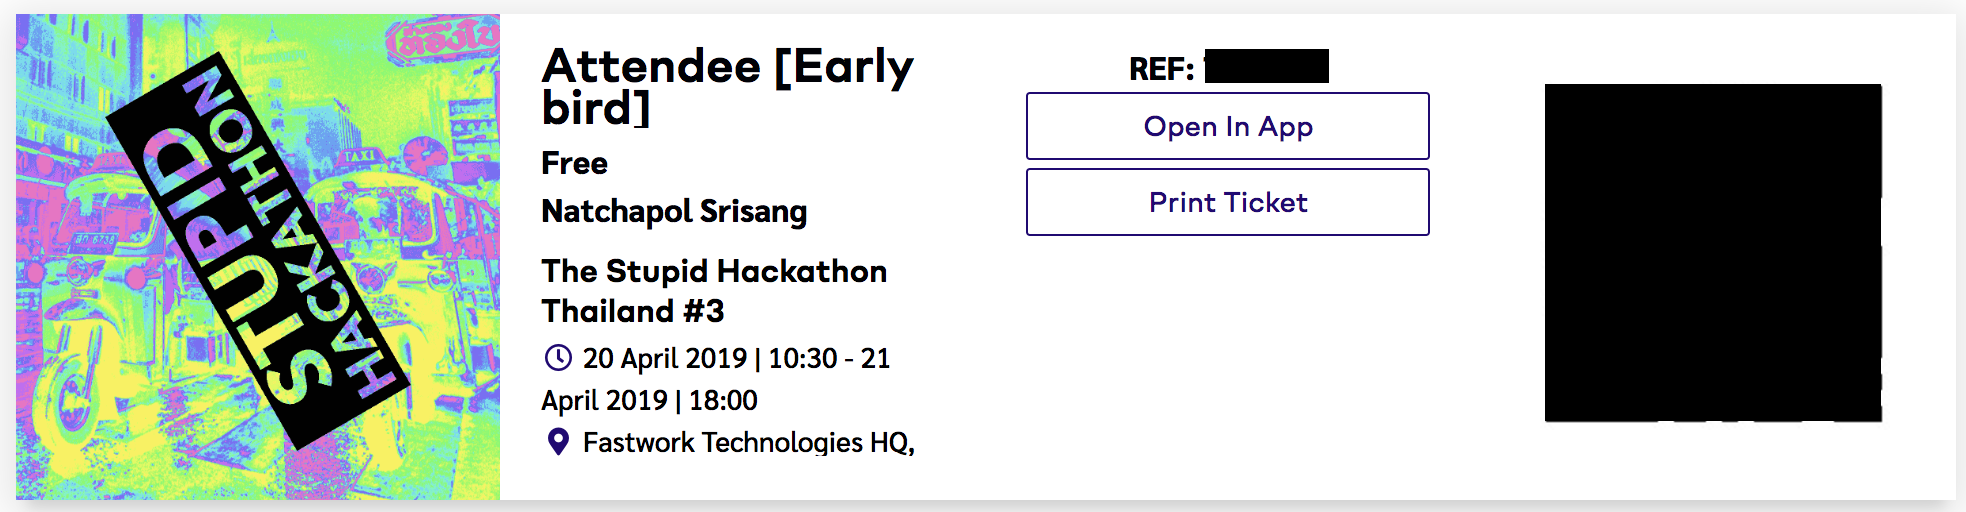 STUPID
HACKATHON
TAXI
Attendee [Early
bird]
Free
Natchapol Srisang
The Stupid Hackathon
Thailand #3
20 April 2019 | 10:30 - 21
April 2019 | 18:00
Fastwork Technologies HQ,
REF:
Open In App
Print Ticket